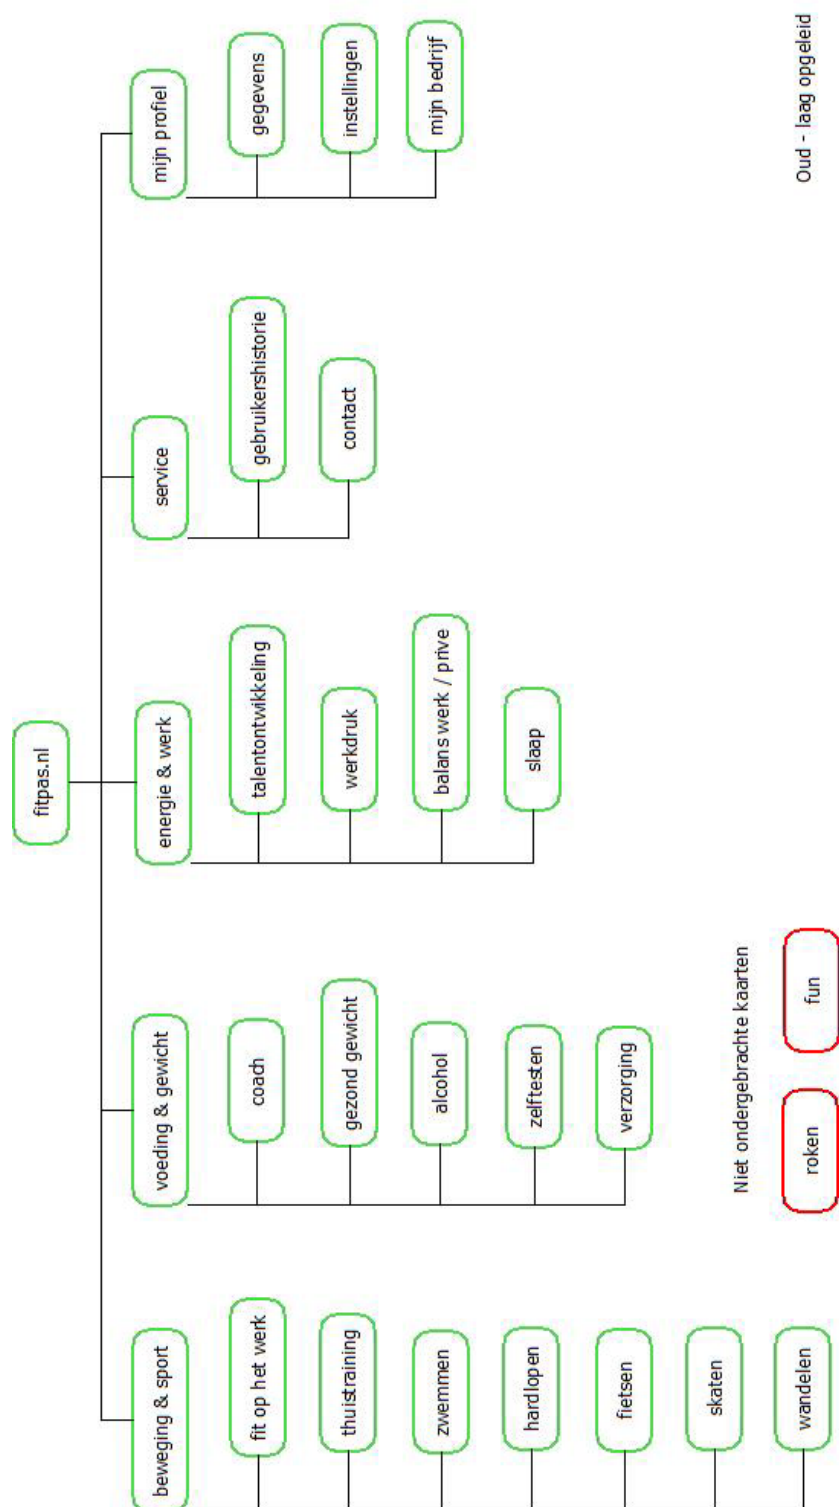 fitpas.nl
beweging & sport
voeding & gewicht
energie & werk
service
mijn profiel
fit op het werk
coach
talentontwikkeling
gebruikershistorie
gegevens
thuistraining
gezond gewicht
werkdruk
contact
instellingen
zwemmen
alcohol
balans werk / prive
mijn bedrijf
hardlopen
zelftesten
slaap
fietsen
verzorging
skaten
wandelen
Niet ondergebrachte kaarten
roken
fun
Oud - laag opgeleid